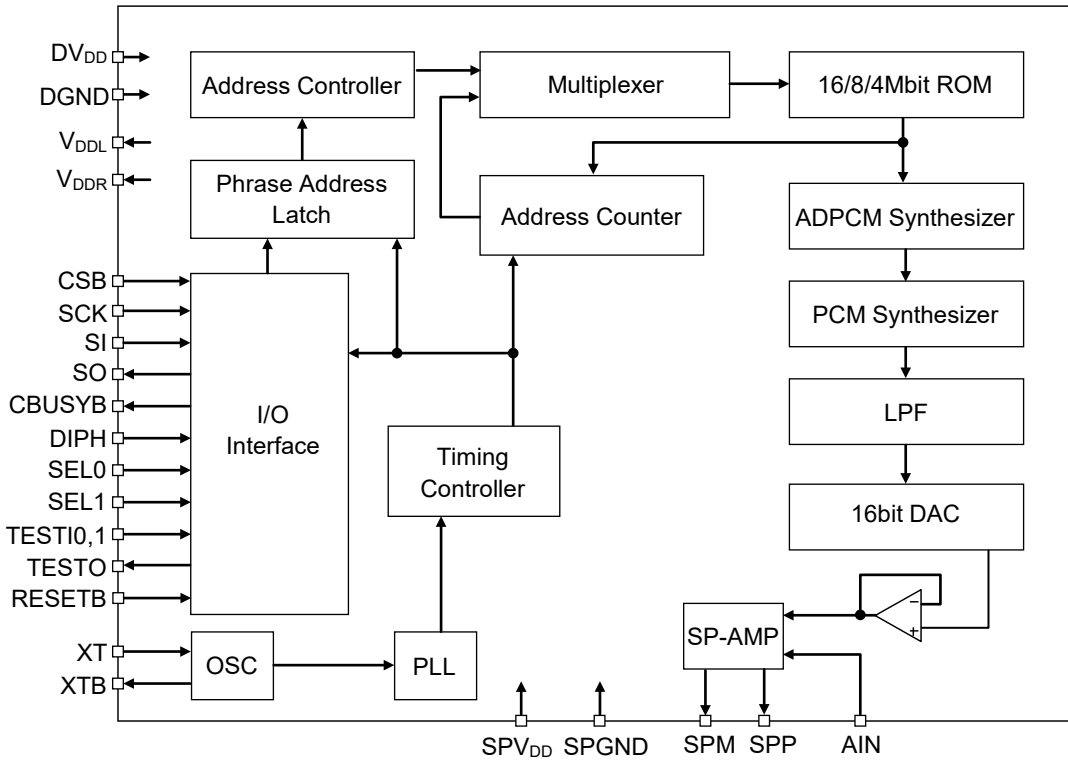 DVDD
DGND
VDDL
VDDR
CSB
SCK
SI
SO
CBUSYB
DIPH
SEL0
SEL1
TESTI0,1
TESTO
RESETB
XT
XTB
Address Controller
Multiplexer
16/8/4Mbit ROM
Phrase Address
Latch
Address Counter
ADPCM Synthesizer
PCM Synthesizer
I/O
Interface
LPF
Timing
Controller
16bit DAC
−
+
SP-AMP
OSC
PLL
SPVDD
SPGND
SPM
SPP
AIN